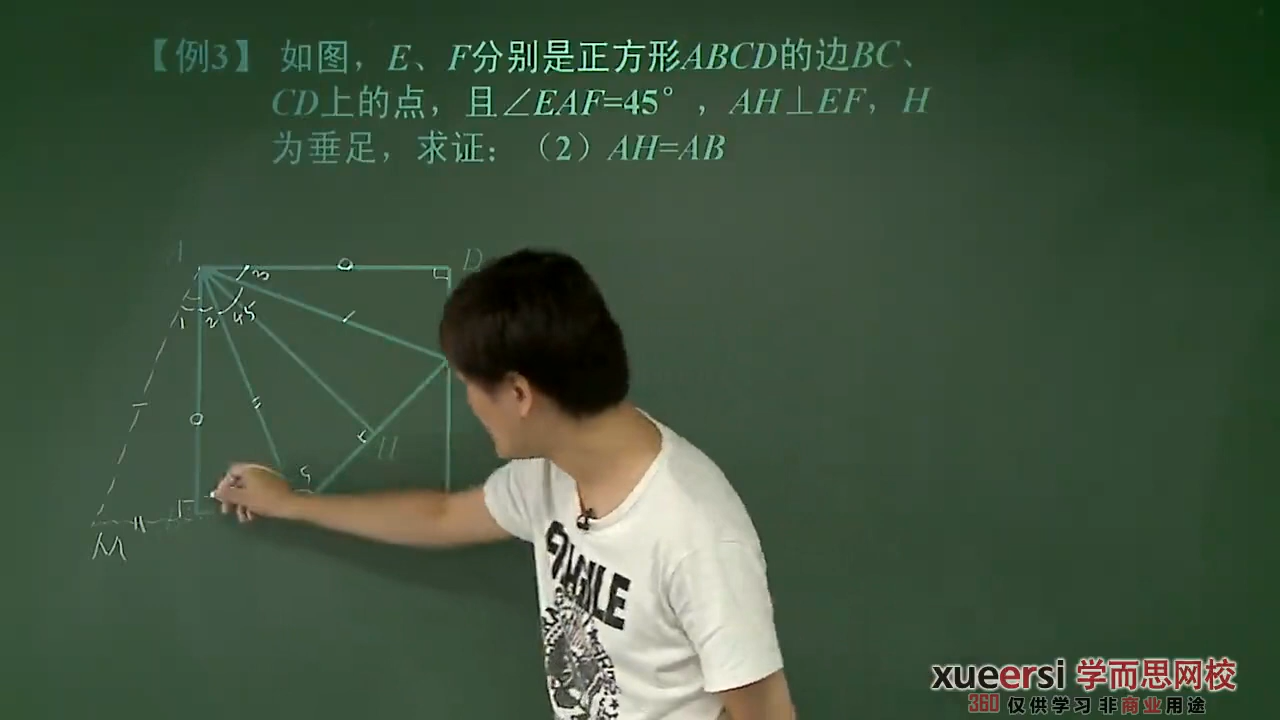 【例3】 如图，E、F分别是正方形ABCD的边BC、
CD上的点，且∠EAF=45°，AH⊥EF，H
为垂足，求证：（2）AH=AB
A
D
3
1
2
45
H
5
M
FRAGILE
xueersi 学而思网校
360 仅供学习 非商业用途